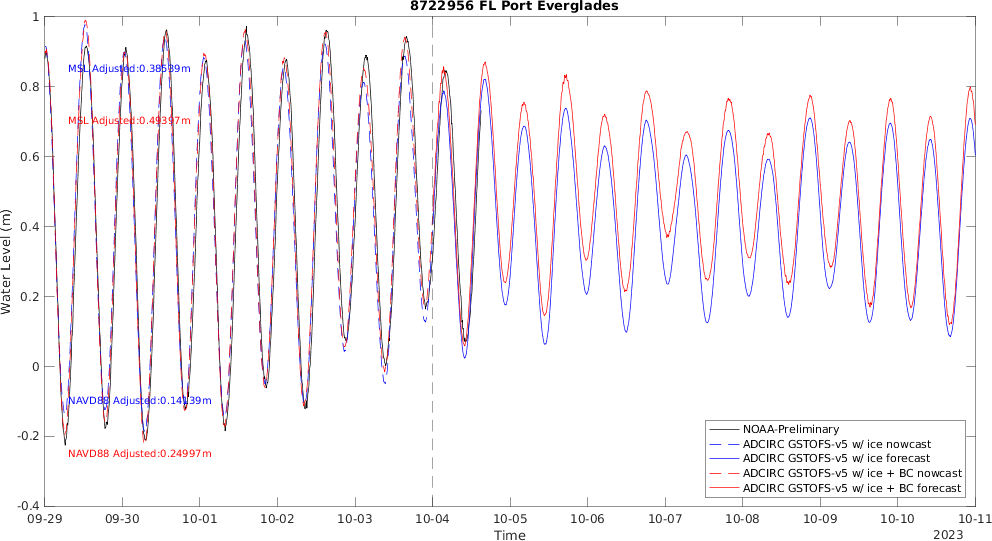 8722956 FL Port Everglades
1
0.8
0.6
0.4
0.2
0
-0.2
-0.4
Water Level (m)
MSL Adjusted:0.38539m
MSL Adjusted:0.49397m
NAVD88 Adjusted:0.14139m
NAVD88 Adjusted:0.24997m
NOAA-Preliminary
ADCIRC GSTOFS-v5 w/ ice nowcast
ADCIRC GSTOFS-v5 w/ ice forecast
ADCIRC GSTOFS-v5 w/ ice + BC nowcast
ADCIRC GSTOFS-v5 w/ ice + BC forecast
09-29 09-30 10-01 10-02 10-03 10-04 10-05 10-06 10-07 10-08 10-09 10-10 10-11
Time
2023